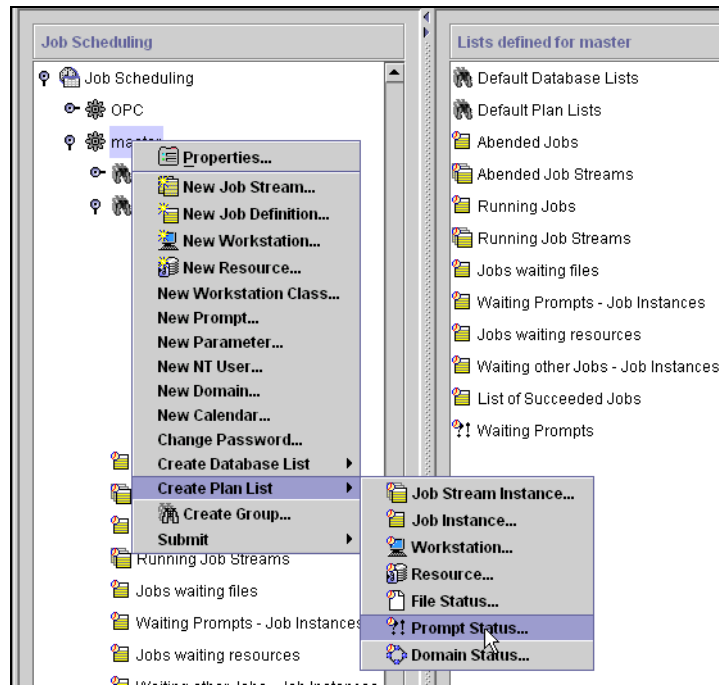 Job Scheduling
Job Scheduling
OPC
master
Properties...
New Job Stream...
New Job Definition...
New Workstation...
New Resource...
New Workstation Class...
New Prompt...
New Parameter...
New NT User...
New Domain...
New Calendar...
Change Password...
Create Database List
Create Plan List
Create Group...
Submit
Job Stream Instance...
Job Instance...
Workstation...
Resource...
File Status...
Prompt Status...
Domain Status...
Running Job Streams
Jobs waiting files
Waiting Prompts - Job Instances
Jobs waiting resources
Waiting other Jobs - Job Instances
Lists defined for master
Default Database Lists
Default Plan Lists
Abended Jobs
Abended Job Streams
Running Jobs
Running Job Streams
Jobs waiting files
Waiting Prompts - Job Instances
Jobs waiting resources
Waiting other Jobs - Job Instances
List of Succeeded Jobs
Waiting Prompts